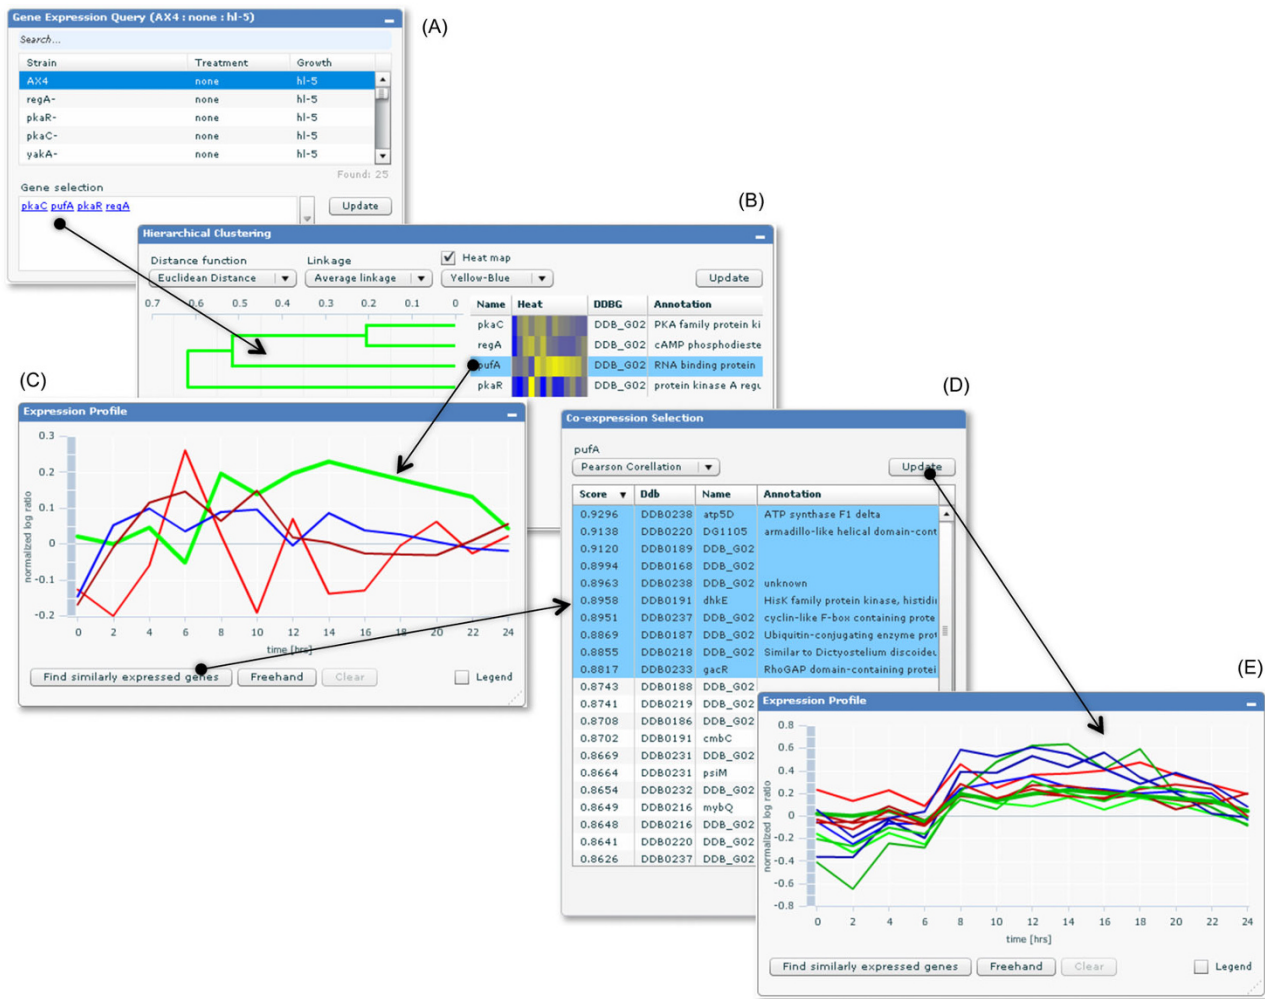 Gene Expression Query (AX4 : none : hl-5)
(A)
Search...
Strain Treatment Growth
AX4 none hl-5
regA- none hl-5
pkaR- none hl-5
pkaC- none hl-5
yakA- none hl-5
Found: 25
Gene selection
pkaC pufA pkaR regA
Update
(B)
Hierarchical Clustering
Distance function Linkage Heat map
Euclidean Distance Average linkage Yellow-Blue Update
0.7 0.6 0.5 0.4 0.3 0.2 0.1 0
Name Heat DDBG Annotation
pkaC DDB_G02 PKA family protein ki
regA DDB_G02 cAMP phosphodieste
pufA DDB_G02 RNA binding protein
pkaR DDB_G02 protein kinase A regu
(C)
Expression Profile
0.3
0.2
0.1
0
-0.1
-0.2
normalized log ratio
0 2 4 6 8 10 12 14 16 18 20 22 24
time [hrs]
Find similarly expressed genes Freehand Clear Legend
(D)
Co-expression Selection
pufA
Pearson Corellation Update
Score Ddb Name Annotation
0.9296 DDB0238 atp5D ATP synthase F1 delta
0.9138 DDB0220 DG1105 armadillo-like helical domain-cont
0.9120 DDB0189 DDB_G02
0.8994 DDB0168 DDB_G02
0.8963 DDB0238 DDB_G02 unknown
0.8958 DDB0191 dhkE HisK family protein kinase, histidin
0.8951 DDB0237 DDB_G02 cyclin-like F-box containing prote
0.8869 DDB0187 DDB_G02 Ubiquitin-conjugating enzyme prot
0.8855 DDB0218 DDB_G02 Similar to Dictyostelium discoideu
0.8817 DDB0233 gacR RhoGAP domain-containing protei
0.8743 DDB0188 DDB_G02
0.8741 DDB0219 DDB_G02
0.8708 DDB0186 DDB_G02
0.8702 DDB0191 cmbC
0.8669 DDB0231 DDB_G02
0.8664 DDB0231 psiM
0.8654 DDB0232 DDB_G02
0.8649 DDB0216 mybQ
0.8648 DDB0216 DDB_G02
0.8641 DDB0220 DDB_G02
0.8626 DDB0237 DDB_G02
(E)
Expression Profile
0.8
0.6
0.4
0.2
0
-0.2
-0.4
-0.6
-0.8
normalized log ratio
0 2 4 6 8 10 12 14 16 18 20 22 24
time [hrs]
Find similarly expressed genes Freehand Clear Legend